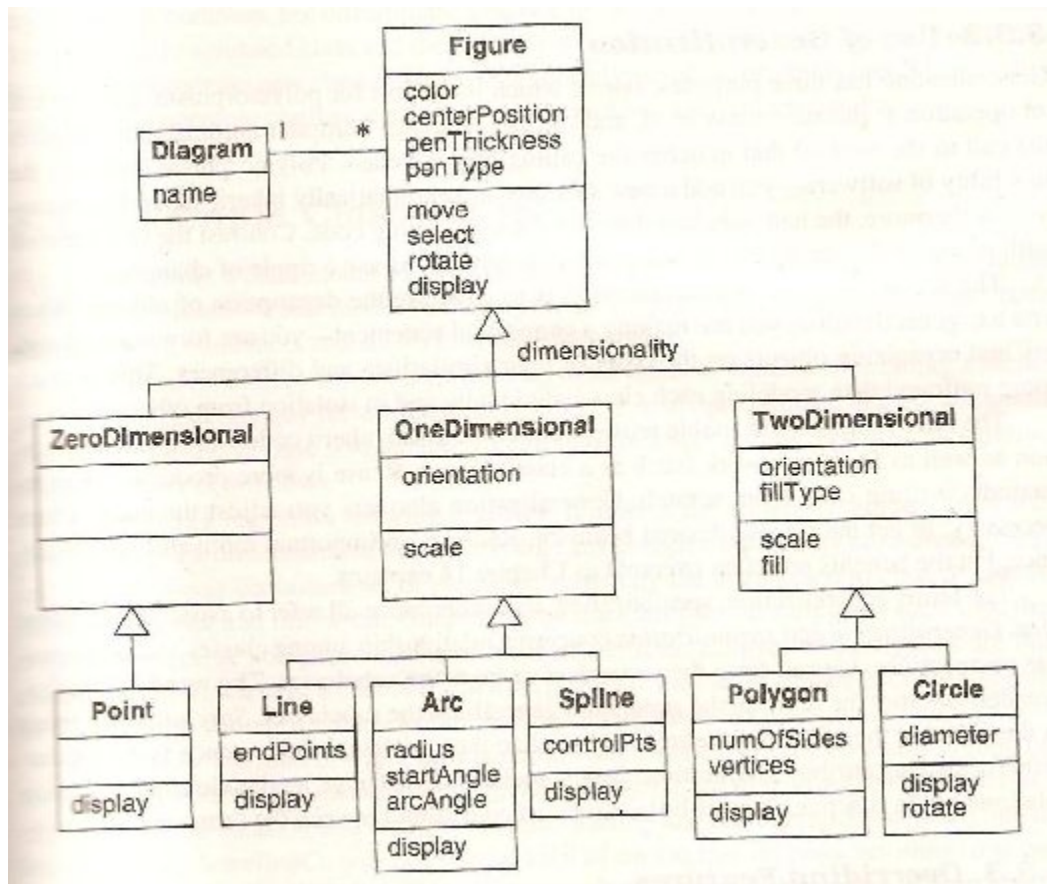 Figure
color
centerPosition
penThickness
penType
move
select
rotate
display
1
*
Diagram
name
dimensionality
ZeroDimensional
OneDimensional
orientation
scale
TwoDimensional
orientation
fillType
scale
fill
Point
display
Line
endPoints
display
Arc
radius
startAngle
arcAngle
display
Spline
controlPts
display
Polygon
numOfSides
vertices
display
Circle
diameter
display
rotate